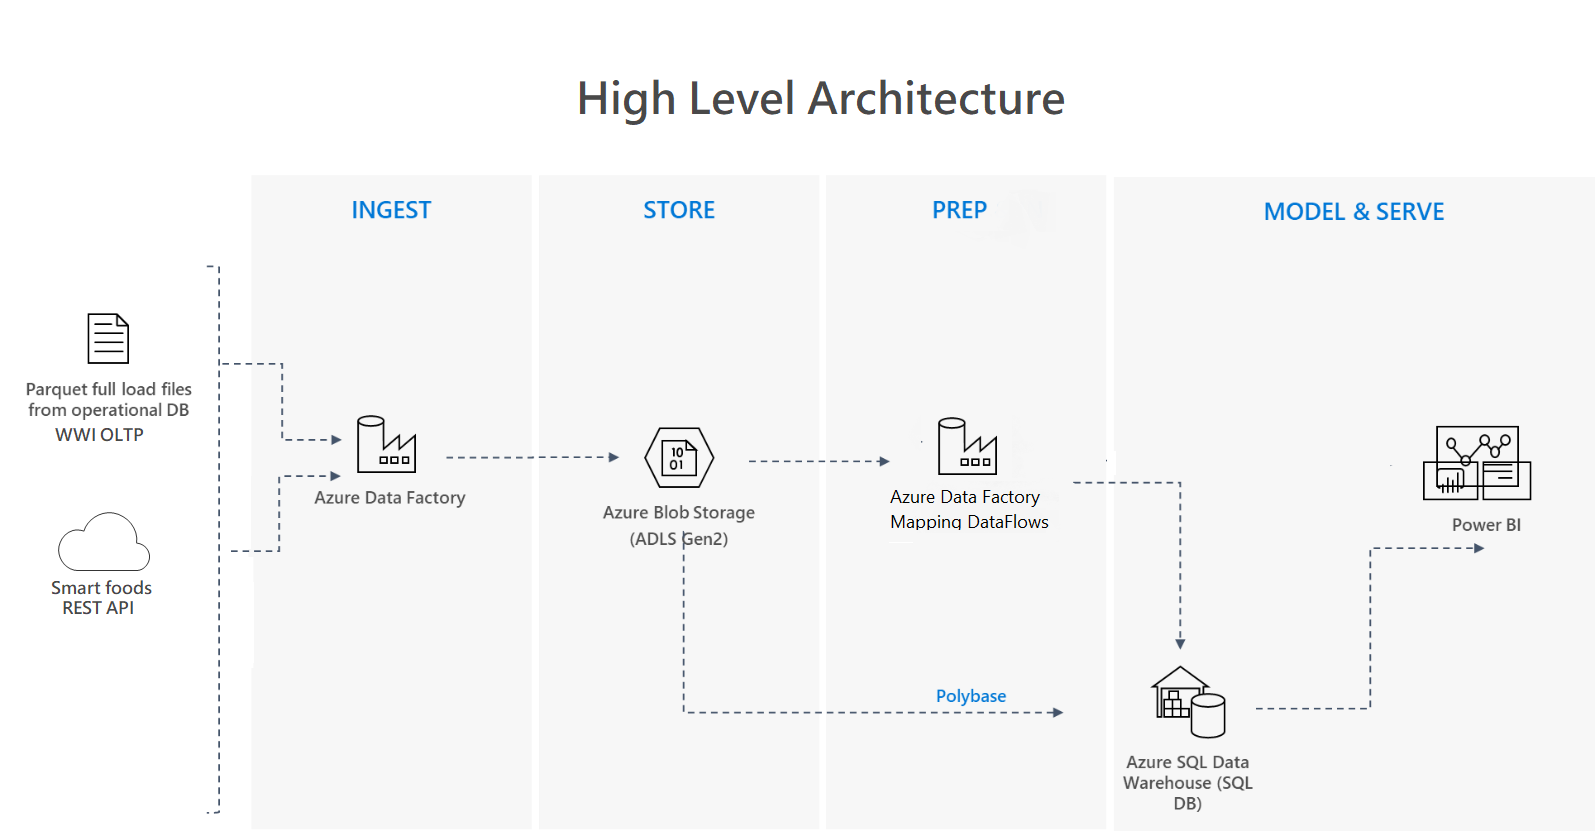 High Level Architecture
INGEST
STORE
PREP
MODEL & SERVE
Parquet full load files
from operational DB
WWI OLTP
Smart foods
REST API
Azure Data Factory
10
01
Azure Blob Storage
(ADLS Gen2)
Azure Data Factory
Mapping DataFlows
Polybase
Azure SQL Data
Warehouse (SQL
DB)
Power BI